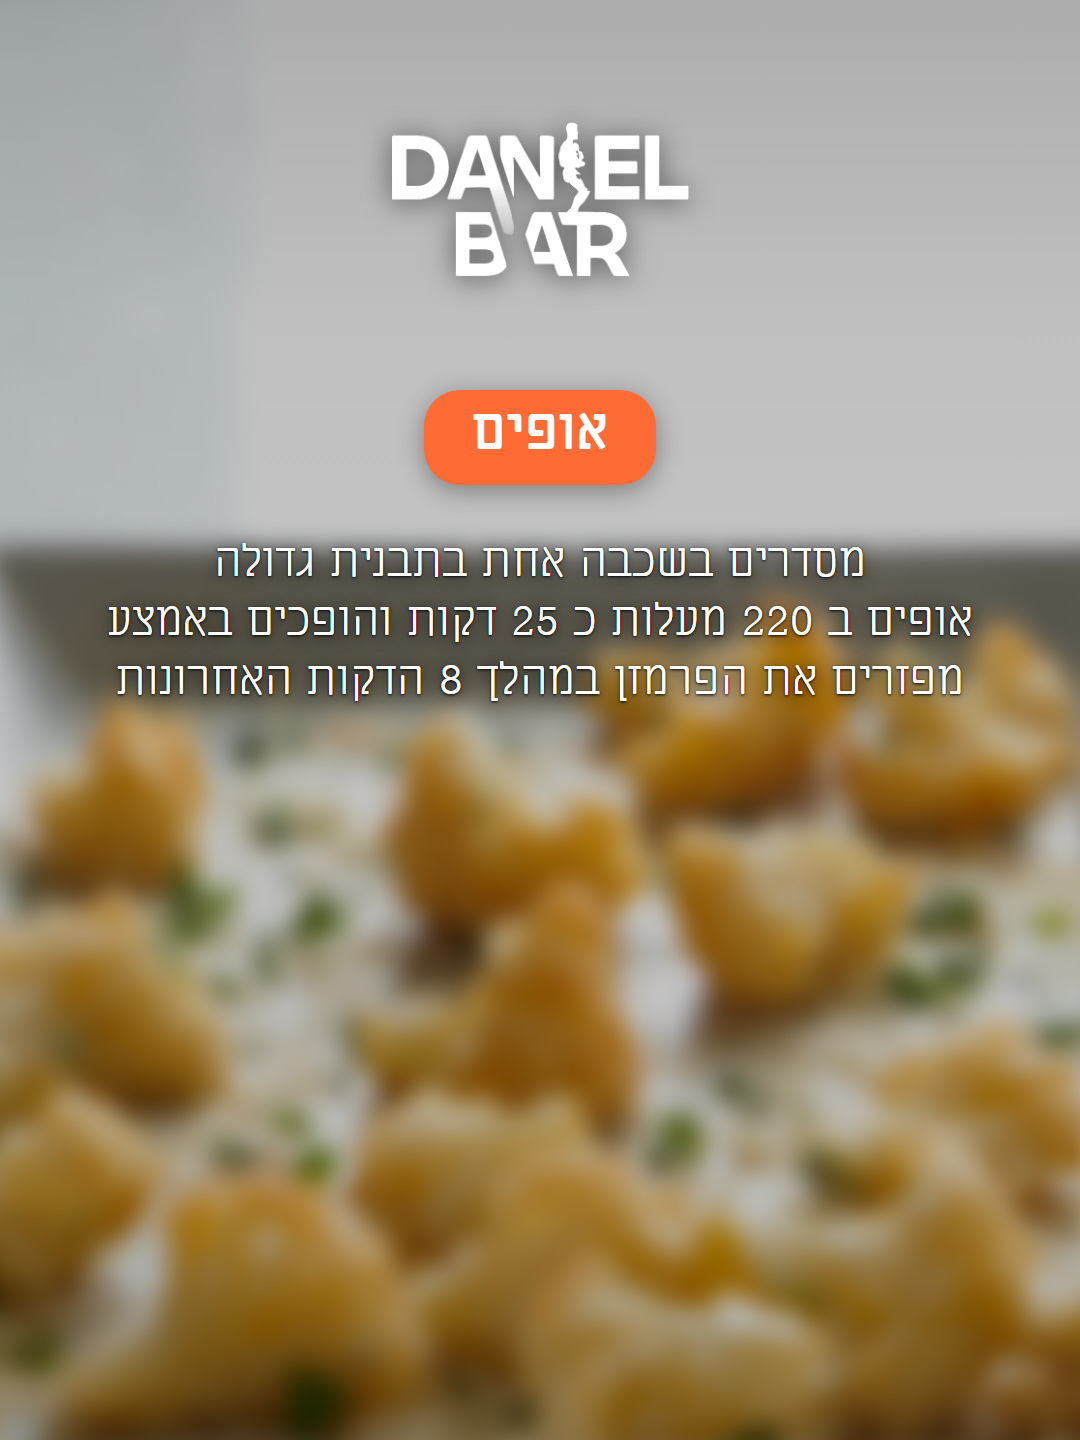 DANIEL
BAR
אופים
מסדרים בשכבה אחת בתבנית גדולה
אופים ב 220 מעלות כ 25 דקות והופכים באמצע
מפזרים את הפרמזן במהלך 8 הדקות האחרונות